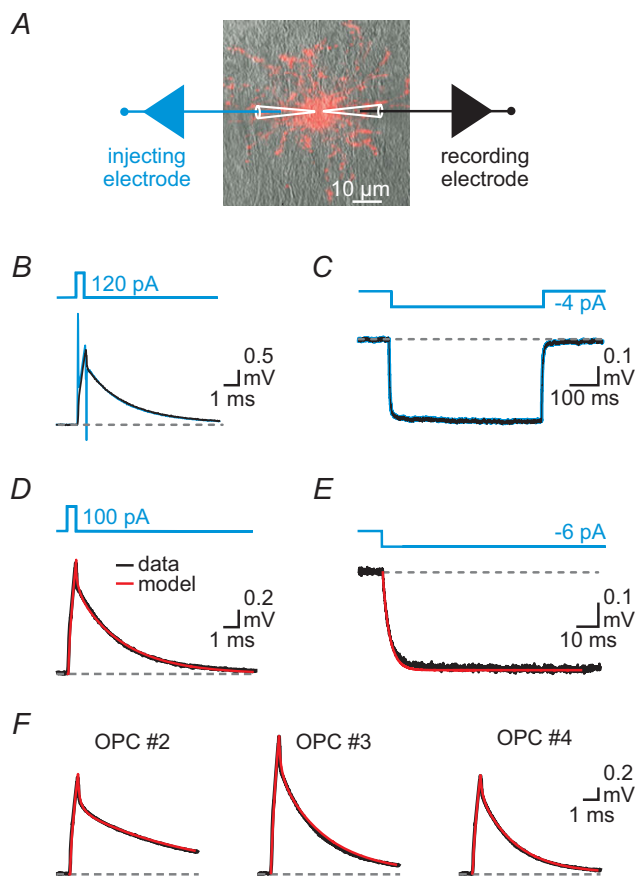 A
injecting
electrode
recording
electrode
10 µm
B
120 pA
0.5
mV
1 ms
C
-4 pA
0.1
mV
100 ms
D
100 pA
data
model
0.2
mV
1 ms
E
-6 pA
0.1
mV
10 ms
F
OPC #2
OPC #3
OPC #4
0.2
mV
1 ms